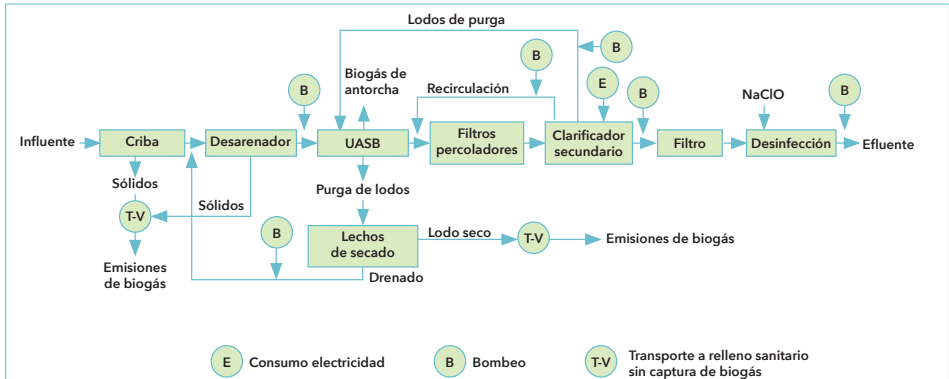 Lodos de purga
B
B
Biogás de
antorcha
E
B
Recirculación
B
B
NaClO
Influente
Criba
Desarenador
UASB
Filtros
percoladores
Clarificador
secundario
Filtro
Desinfección
Efluente
Sólidos
Sólidos
Purga de lodos
T-V
B
Lechos
de secado
Lodo seco
T-V
Emisiones de biogás
Emisiones
de biogás
Drenado
E
Consumo electricidad
B
Bombeo
T-V
Transporte a relleno sanitario
sin captura de biogás